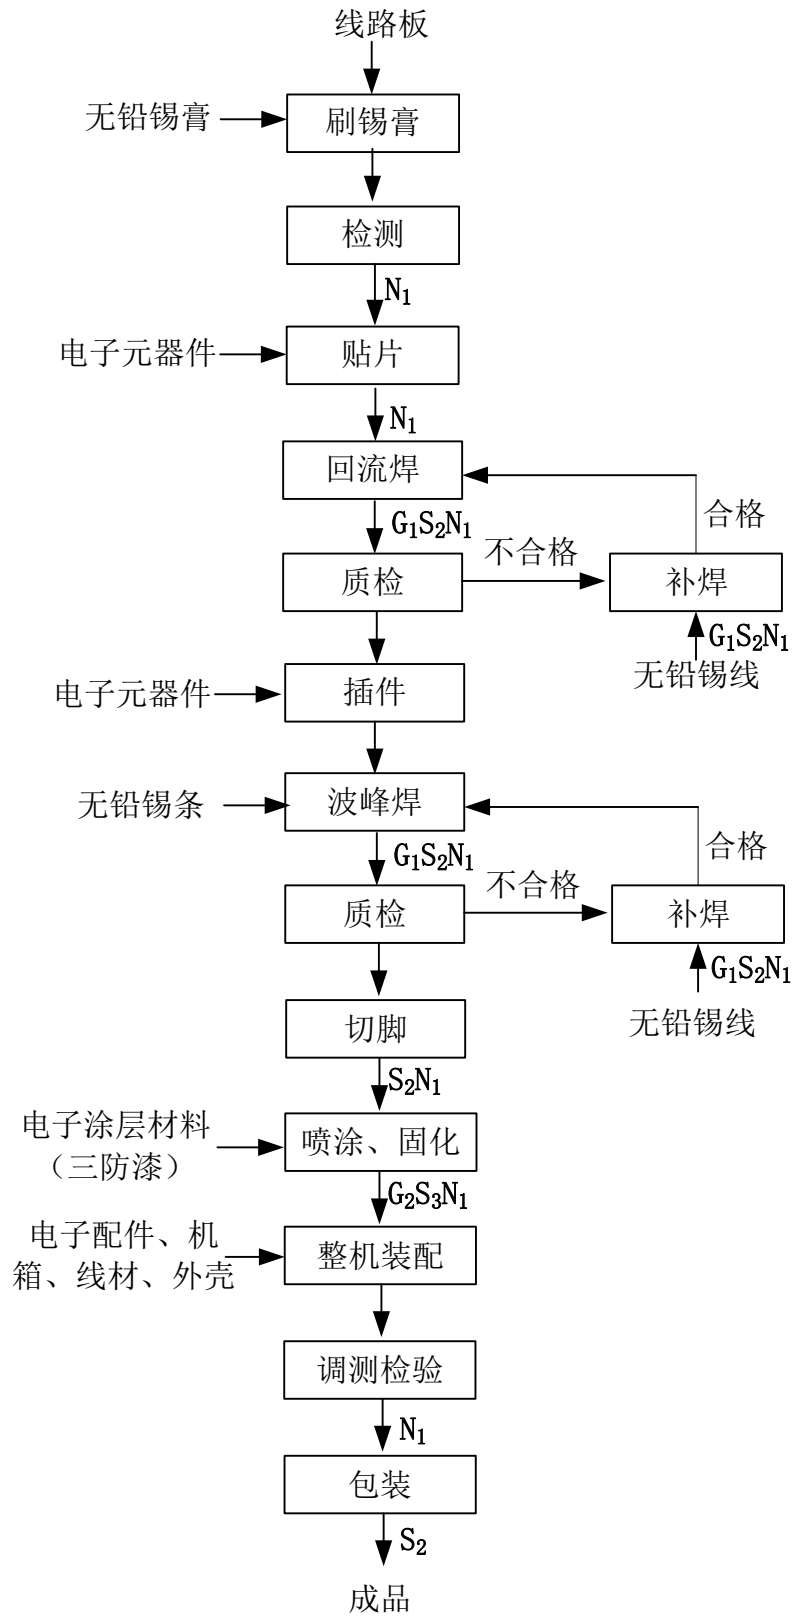 线路板
无铅锡膏
刷锡膏
检测
N₁
电子元器件
贴片
N₁
回流焊
合格
G₁S₂N₁
不合格
质检
补焊
G₁S₂N₁
无铅锡线
电子元器件
插件
无铅锡条
波峰焊
合格
G₁S₂N₁
不合格
质检
补焊
G₁S₂N₁
无铅锡线
切脚
S₂N₁
电子涂层材料
（三防漆）
喷涂、固化
G₂S₃N₁
电子配件、机
箱、线材、外壳
整机装配
调测检验
N₁
包装
S₂
成品